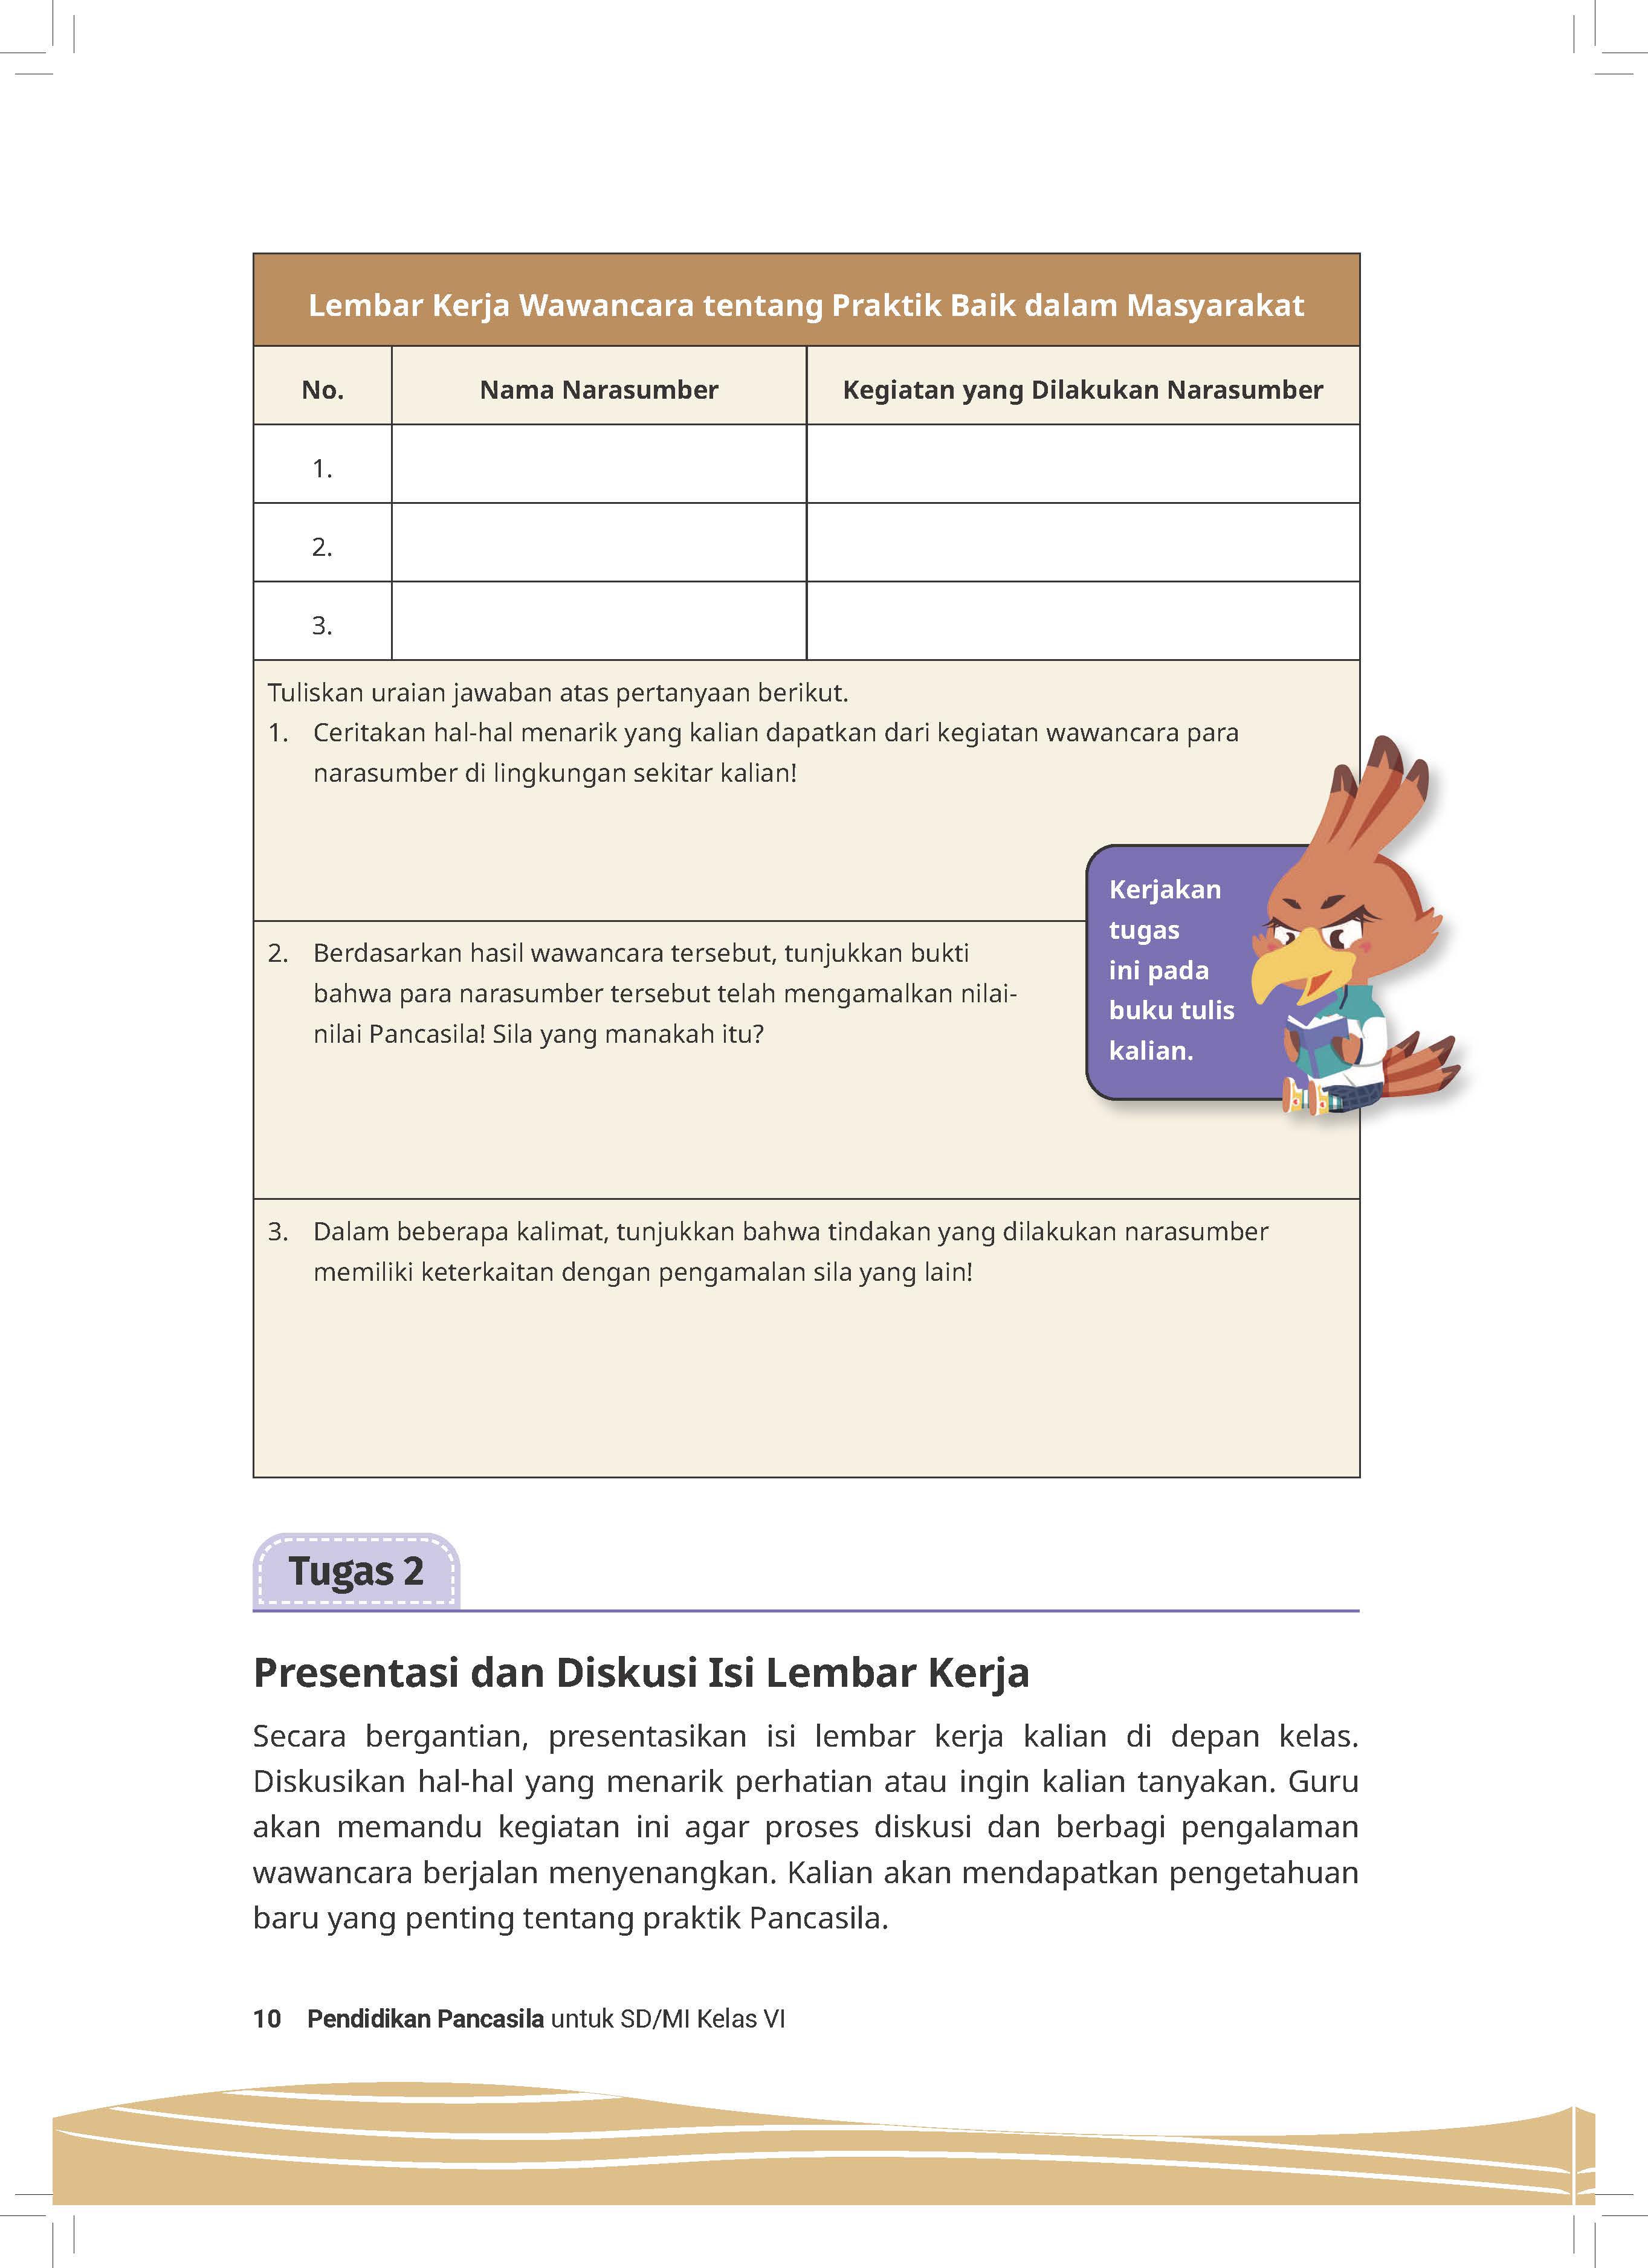 Lembar Kerja Wawancara tentang Praktik Baik dalam Masyarakat
No.
Nama Narasumber
Kegiatan yang Dilakukan Narasumber
1.
2.
3.
Tuliskan uraian jawaban atas pertanyaan berikut.
1. Ceritakan hal-hal menarik yang kalian dapatkan dari kegiatan wawancara para
narasumber di lingkungan sekitar kalian!
2. Berdasarkan hasil wawancara tersebut, tunjukkan bukti
bahwa para narasumber tersebut telah mengamalkan nilai-
nilai Pancasila! Sila yang manakah itu?
Kerjakan
tugas
ini pada
buku tulis
kalian.
3. Dalam beberapa kalimat, tunjukkan bahwa tindakan yang dilakukan narasumber
memiliki keterkaitan dengan pengamalan sila yang lain!
Tugas 2
Presentasi dan Diskusi Isi Lembar Kerja
Secara bergantian, presentasikan isi lembar kerja kalian di depan kelas.
Diskusikan hal-hal yang menarik perhatian atau ingin kalian tanyakan. Guru
akan memandu kegiatan ini agar proses diskusi dan berbagi pengalaman
wawancara berjalan menyenangkan. Kalian akan mendapatkan pengetahuan
baru yang penting tentang praktik Pancasila.
10 Pendidikan Pancasila untuk SD/MI Kelas VI